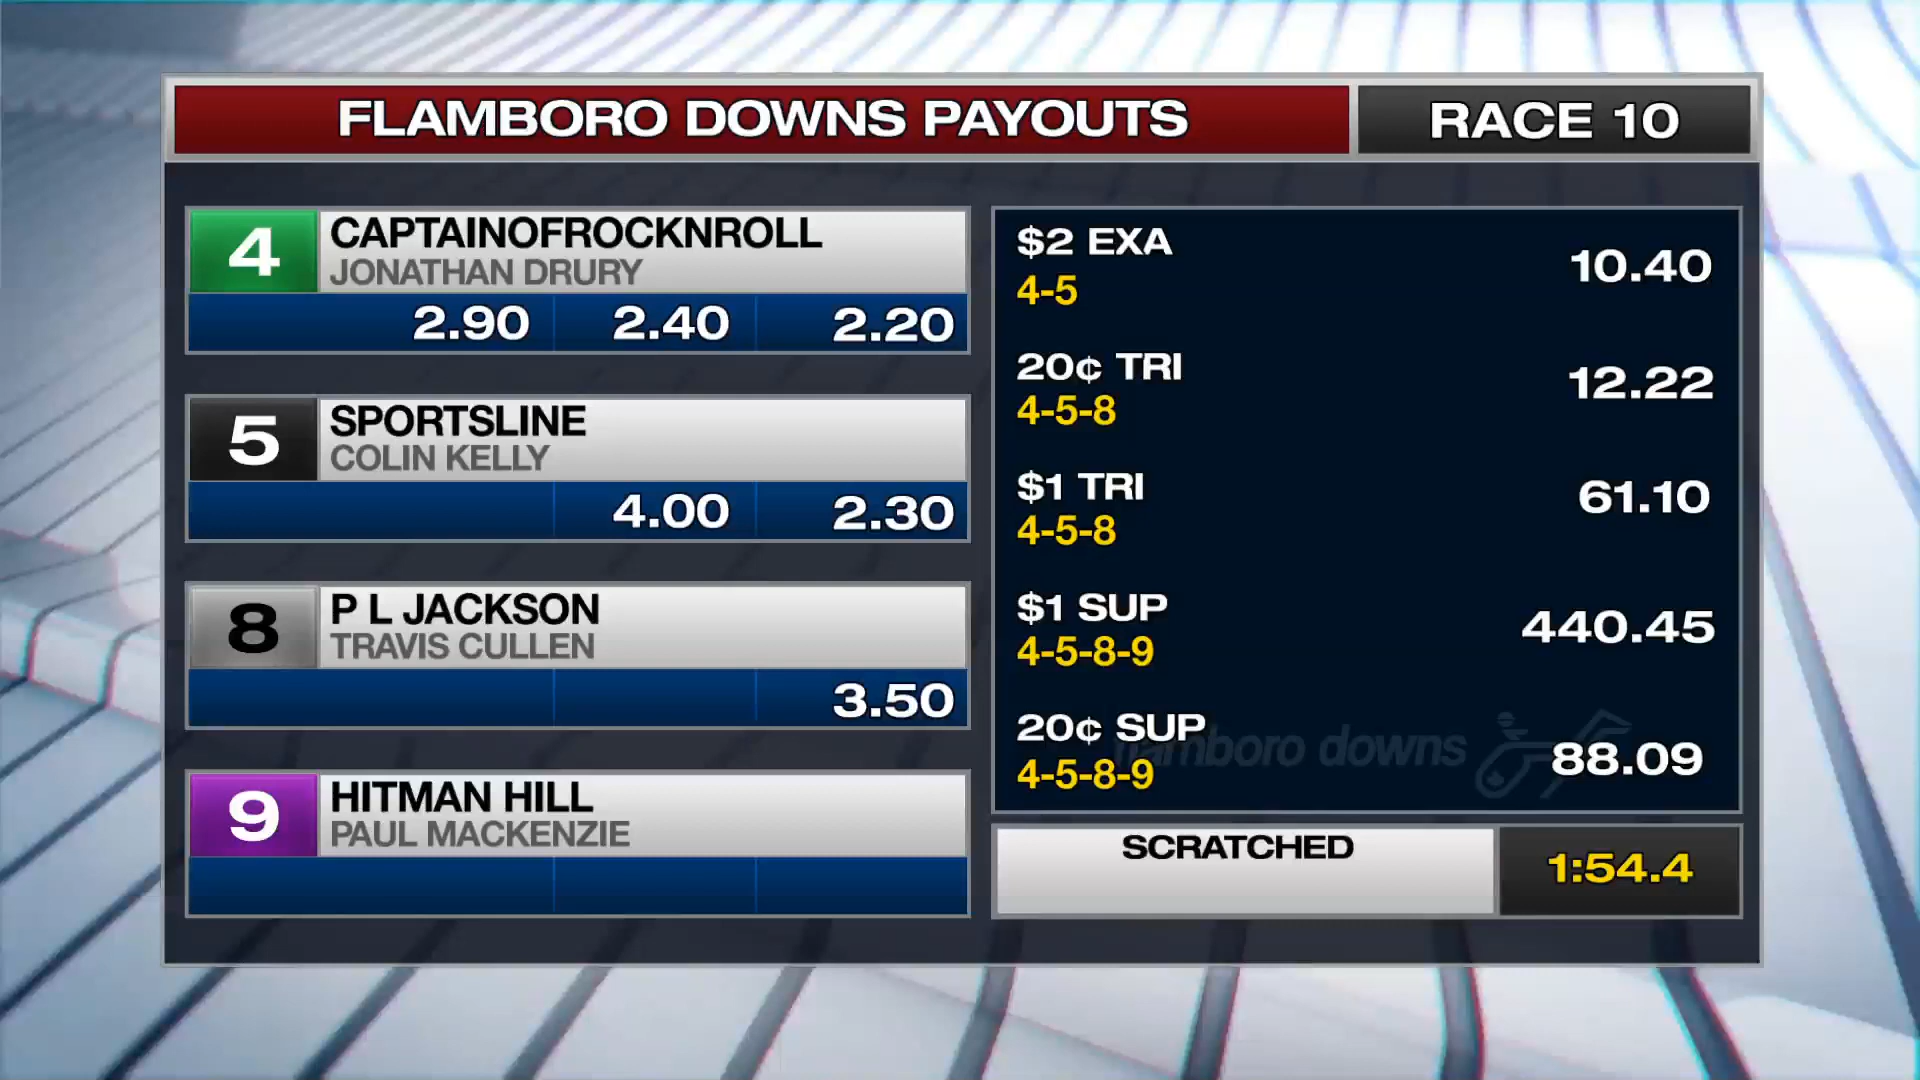 FLAMBORO DOWNS PAYOUTS
RACE 10
4
CAPTAINOFROCKNROLL
JONATHAN DRURY
2.90 2.40 2.20
5
SPORTSLINE
COLIN KELLY
4.00 2.30
8
P L JACKSON
TRAVIS CULLEN
3.50
9
HITMAN HILL
PAUL MACKENZIE
$2 EXA
4-5
10.40
20¢ TRI
4-5-8
12.22
$1 TRI
4-5-8
61.10
$1 SUP
4-5-8-9
440.45
20¢ SUP
4-5-8-9
88.09
flamboro downs
SCRATCHED
1:54.4